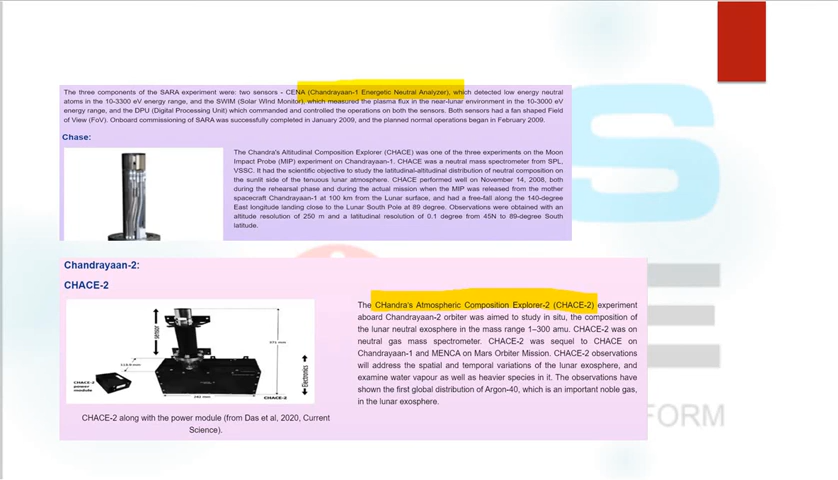 The three components of the SARA experiment were: two sensors - CENA (Chandrayaan-1 Energetic Neutral Analyzer), which detected low energy neutral
atoms in the 10-3300 eV energy range, and the SWIM (Solar WInd Monitor), which measured the plasma flux in the near-lunar environment in the 10-3000 eV
energy range, and the DPU (Digital Processing Unit) which commanded and controlled the operations on both the sensors. Both sensors had a fan shaped Field
of View (FoV). Onboard commissioning of SARA was successfully completed in January 2009, and the planned normal operations began in February 2009.
Chase:
The Chandra's Altitudinal Composition Explorer (CHACE) was one of the three experiments on the Moon
Impact Probe (MIP) experiment on Chandrayaan-1. CHACE was a neutral mass spectrometer from SPL,
VSSC. It had the scientific objective to study the latitudinal-altitudinal distribution of neutral composition on
the sunlit side of the tenuous lunar atmosphere. CHACE performed well on November 14, 2008, both
during the rehearsal phase and during the actual mission when the MIP was released from the mother
spacecraft Chandrayaan-1 at 100 km from the Lunar surface, and had a free-fall along the 140-degree
East longitude landing close to the Lunar South Pole at 89 degree. Observations were obtained with an
altitude resolution of 250 m and a latitudinal resolution of 0.1 degree from 45N to 89-degree South
latitude.
Chandrayaan-2:
CHACE-2
sensor
371 mm
Electronics
CHACE-2
power
module
242 mm
CHACE-2
CHACE-2 along with the power module (from Das et al, 2020, Current
Science).
The CHandra's Atmospheric Composition Explorer-2 (CHACE-2) experiment
aboard Chandrayaan-2 orbiter was aimed to study in situ, the composition of
the lunar neutral exosphere in the mass range 1–300 amu. CHACE-2 was on
neutral gas mass spectrometer. CHACE-2 was sequel to CHACE on
Chandrayaan-1 and MENCA on Mars Orbiter Mission. CHACE-2 observations
will address the spatial and temporal variations of the lunar exosphere, and
examine water vapour as well as heavier species in it. The observations have
shown the first global distribution of Argon-40, which is an important noble gas,
in the lunar exosphere.
S
E
FORM